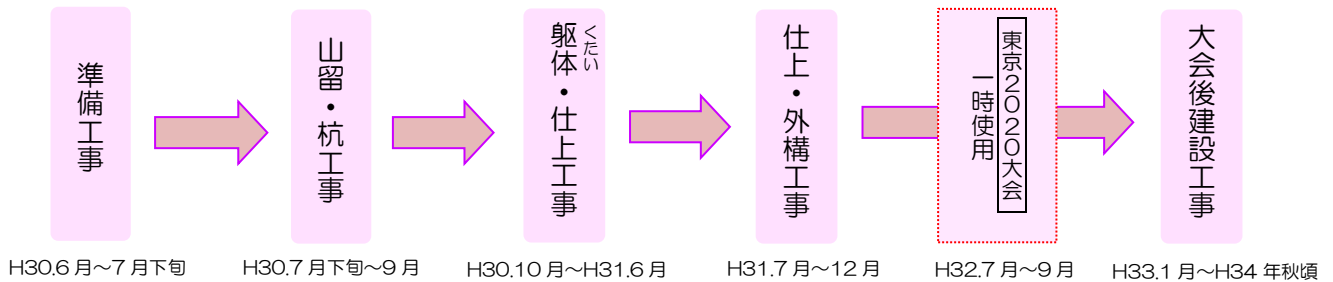 準備工事
山留・杭工事
くたい
躯体・仕上工事
仕上・外構工事
東京2020大会
一時使用
大会後建設工事
H30.6月～7月下旬
H30.7月下旬～9月
H30.10月～H31.6月
H31.7月～12月
H32.7月～9月
H33.1月～H34年秋頃